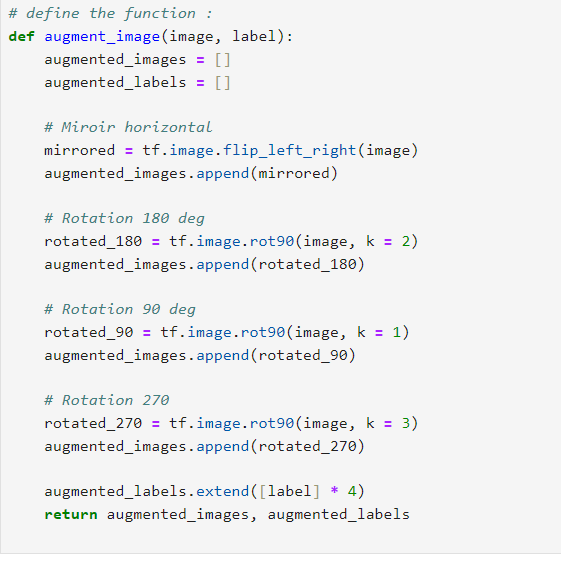 # define the function :
def augment_image(image, label):
    augmented_images = []
    augmented_labels = []

    # Miroir horizontal
    mirrored = tf.image.flip_left_right(image)
    augmented_images.append(mirrored)

    # Rotation 180 deg
    rotated_180 = tf.image.rot90(image, k = 2)
    augmented_images.append(rotated_180)

    # Rotation 90 deg
    rotated_90 = tf.image.rot90(image, k = 1)
    augmented_images.append(rotated_90)

    # Rotation 270
    rotated_270 = tf.image.rot90(image, k = 3)
    augmented_images.append(rotated_270)

    augmented_labels.extend([label] * 4)
    return augmented_images, augmented_labels